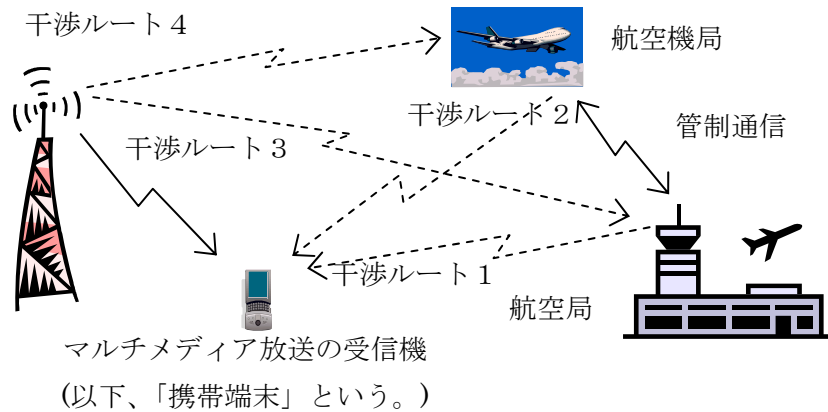 干渉ルート４
航空機局
干渉ルート２
管制通信
干渉ルート３
干渉ルート１
航空局
マルチメディア放送の受信機
(以下、「携帯端末」という。)